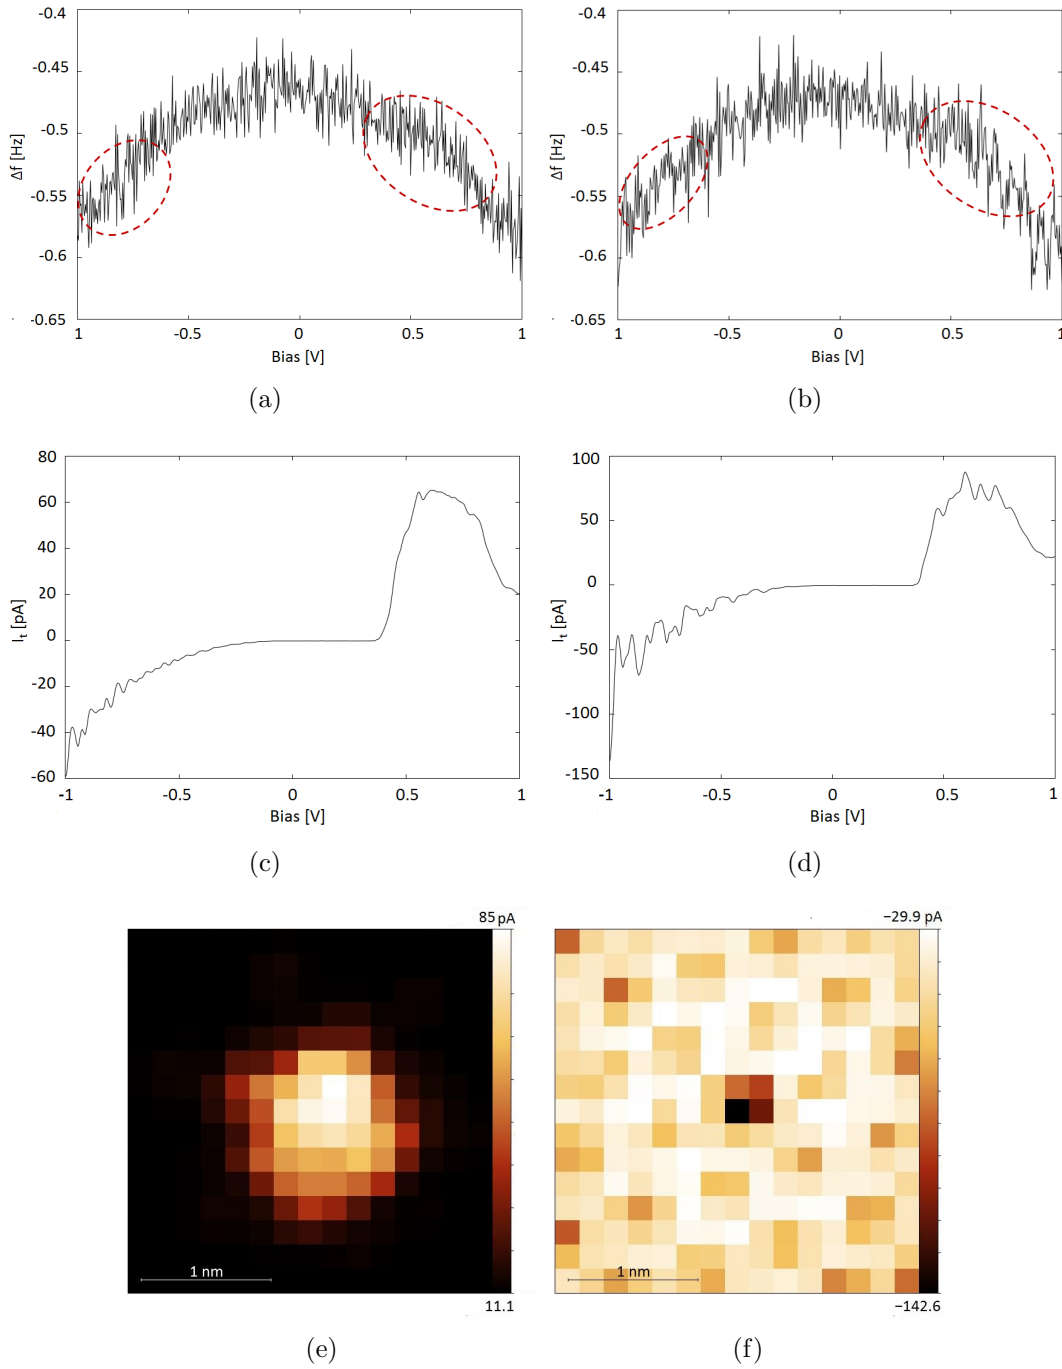 -0.4
-0.45
-0.5
-0.55
-0.6
-0.65
Δf [Hz]
1 -0.5 0 0.5 1
Bias [V]
(a)
-0.4
-0.45
-0.5
-0.55
-0.6
-0.65
Δf [Hz]
1 -0.5 0 0.5 1
Bias [V]
(b)
80
60
40
20
0
-20
-40
-60
It [pA]
-1 -0.5 0 0.5 1
Bias [V]
(c)
100
50
0
-50
-100
-150
It [pA]
-1 -0.5 0 0.5 1
Bias [V]
(d)
85 pA
1 nm
11.1
(e)
−29.9 pA
1 nm
−142.6
(f)